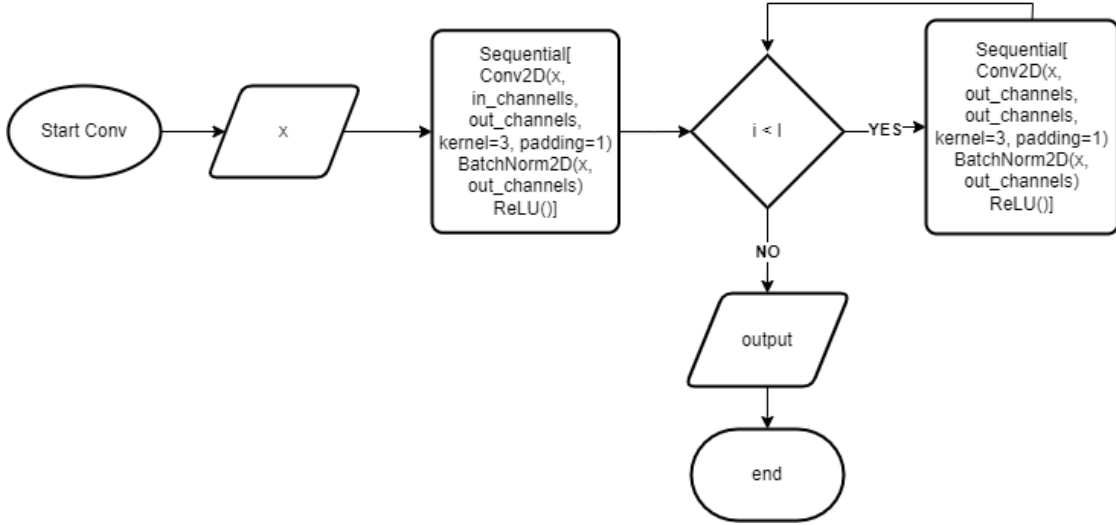 Start Conv
x
Sequential[
Conv2D(x,
in_channells,
out_channels,
kernel=3, padding=1)
BatchNorm2D(x,
out_channels)
ReLU()]
i < l
YES
Sequential[
Conv2D(x,
out_channels,
out_channels,
kernel=3, padding=1)
BatchNorm2D(x,
out_channels)
ReLU()]
NO
output
end